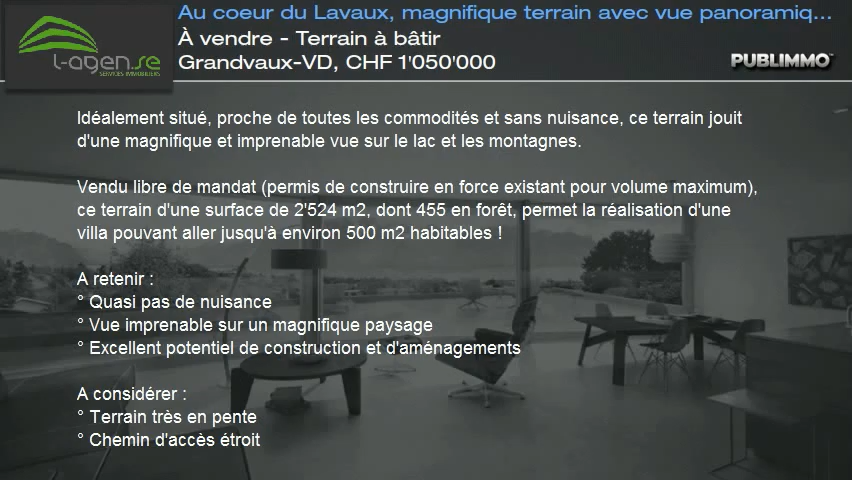 Au coeur du Lavaux, magnifique terrain avec vue panoramiq...
À vendre - Terrain à bâtir
Grandvaux-VD, CHF 1'050'000
l-agen.se
SERVICES IMMOBILIERS
PUBLIMMO
Idéalement situé, proche de toutes les commodités et sans nuisance, ce terrain jouit
d'une magnifique et imprenable vue sur le lac et les montagnes.
Vendu libre de mandat (permis de construire en force existant pour volume maximum),
ce terrain d'une surface de 2'524 m2, dont 455 en forêt, permet la réalisation d'une
villa pouvant aller jusqu'à environ 500 m2 habitables !
A retenir :
° Quasi pas de nuisance
° Vue imprenable sur un magnifique paysage
° Excellent potentiel de construction et d'aménagements
A considérer :
° Terrain très en pente
° Chemin d'accès étroit